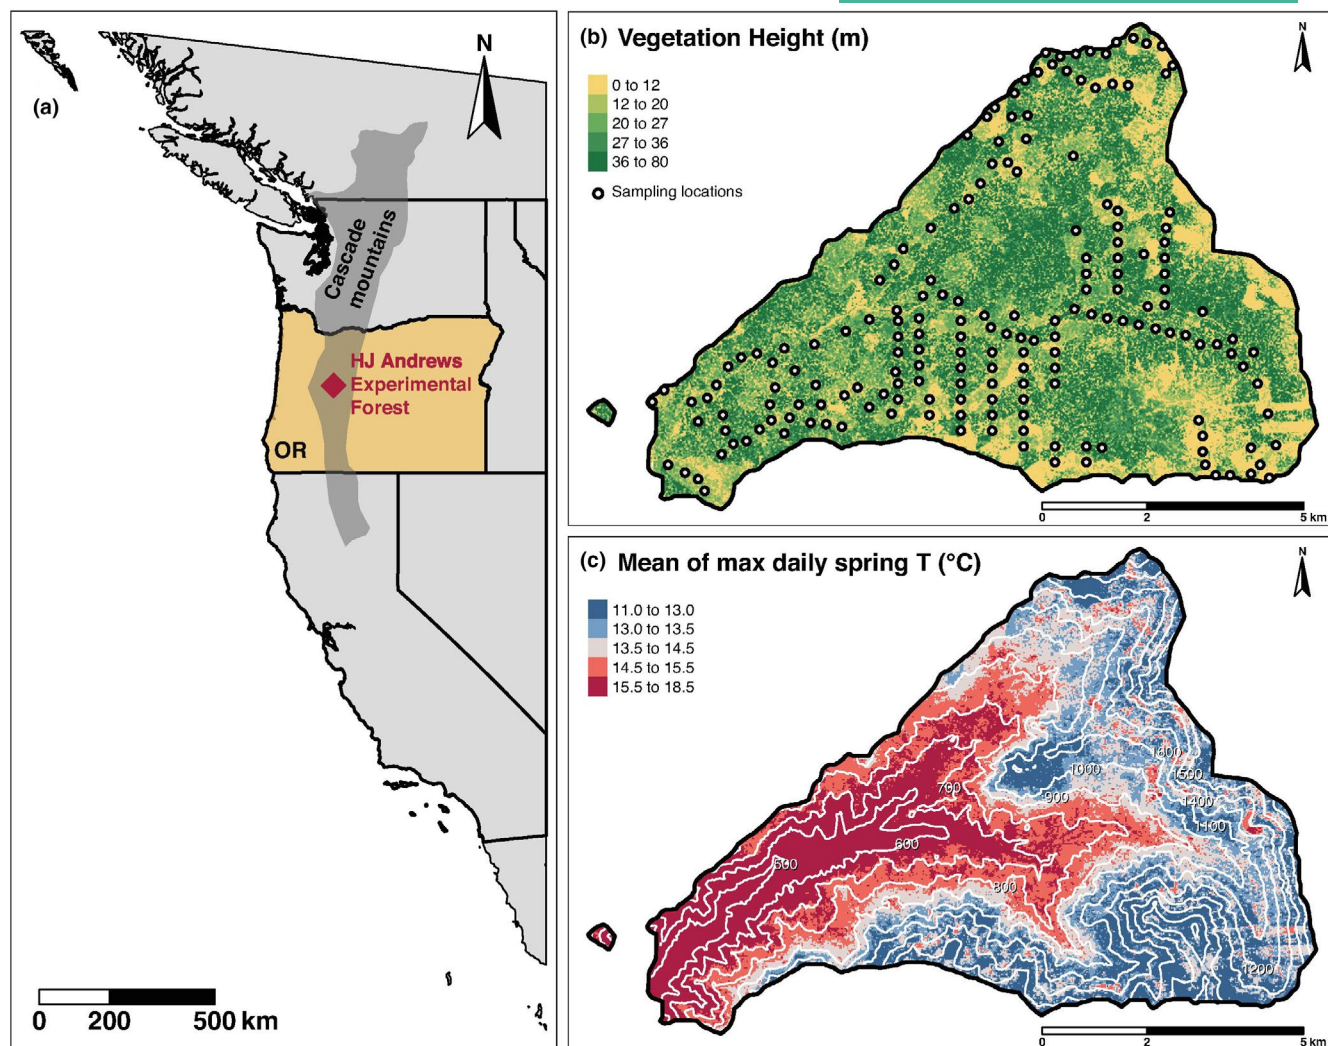 (a)
N
Cascade
mountains
HJ Andrews
Experimental
Forest
OR
0 200 500 km
(b) Vegetation Height (m)
N
0 to 12
12 to 20
20 to 27
27 to 36
36 to 80
Sampling locations
0 2 5 km
(c) Mean of max daily spring T (°C)
N
11.0 to 13.0
13.0 to 13.5
13.5 to 14.5
14.5 to 15.5
15.5 to 18.5
1600
1000
1500
700
900
1400
1100
600
500
800
1200
0 2 5 km